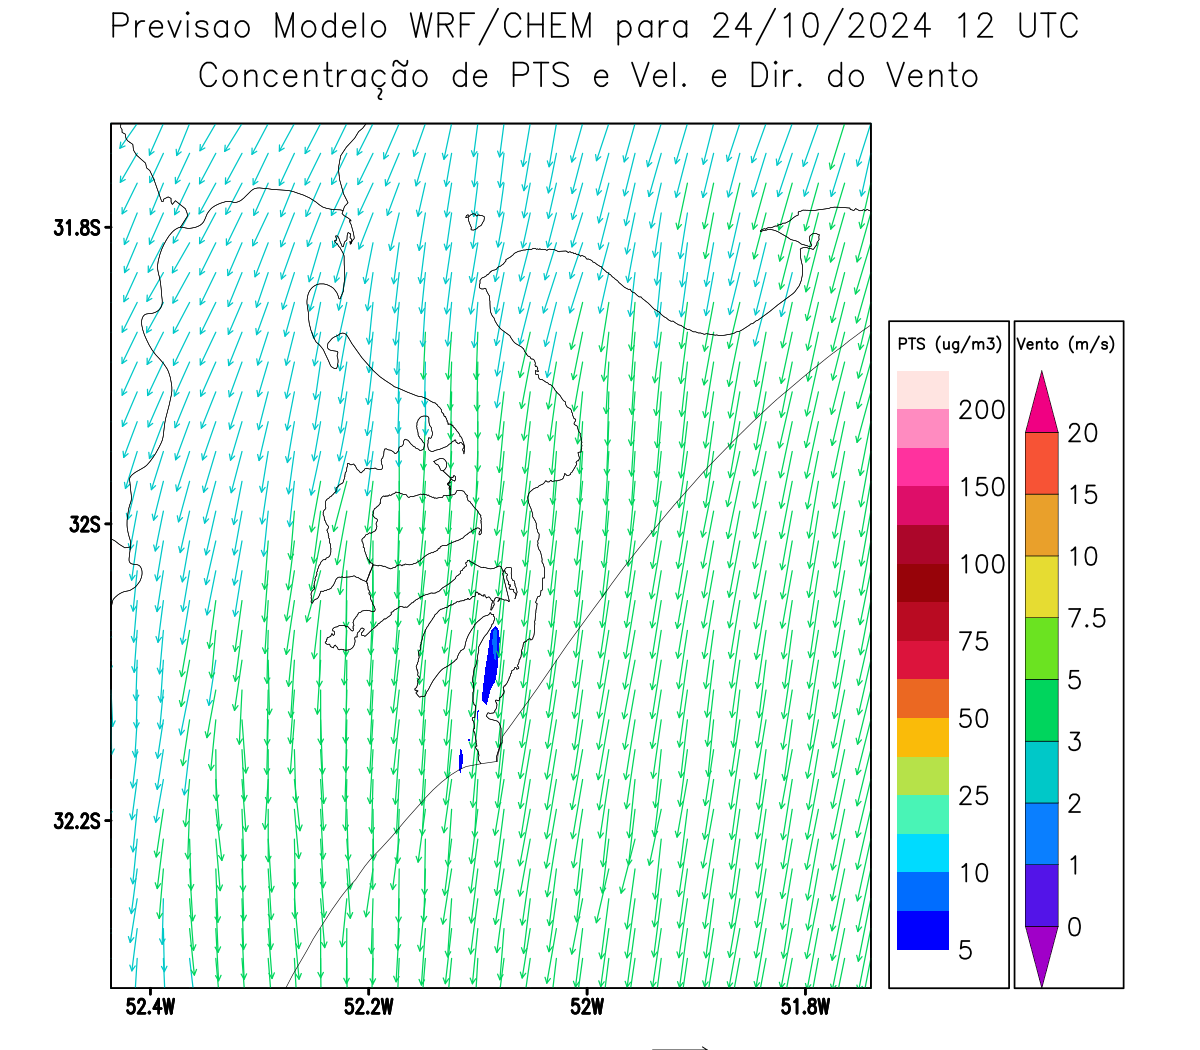 Previsao Modelo WRF/CHEM para 24/10/2024 12 UTC
Concentração de PTS e Vel. e Dir. do Vento
31.8S
32S
32.2S
52.4W
52.2W
52W
51.8W
PTS (ug/m3)
200
150
100
75
50
25
10
5
Vento (m/s)
20
15
10
7.5
5
3
2
1
0